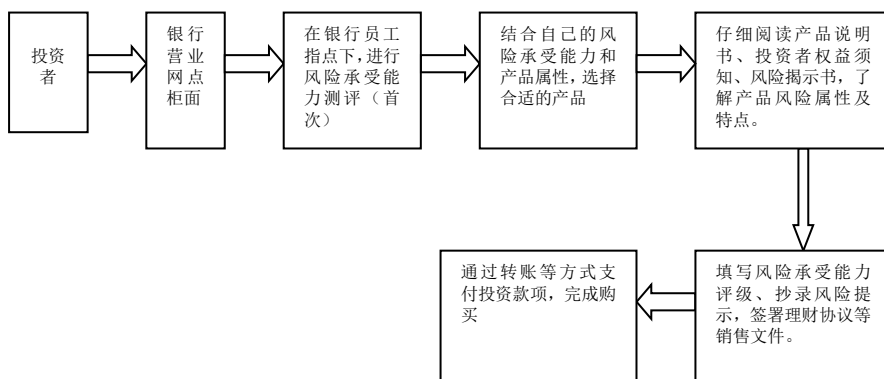 投资
者
银行
营业
网点
柜面
在银行员工
指点下，进行
风险承受能
力测评（首
次）
结合自己的风
险承受能力和
产品属性，选择
合适的产品
仔细阅读产品说明
书、投资者权益须
知、风险揭示书，了
解产品风险属性及
特点。
填写风险承受能力
评级、抄录风险提
示，签署理财协议等
销售文件。
通过转账等方式支
付投资款项，完成购
买